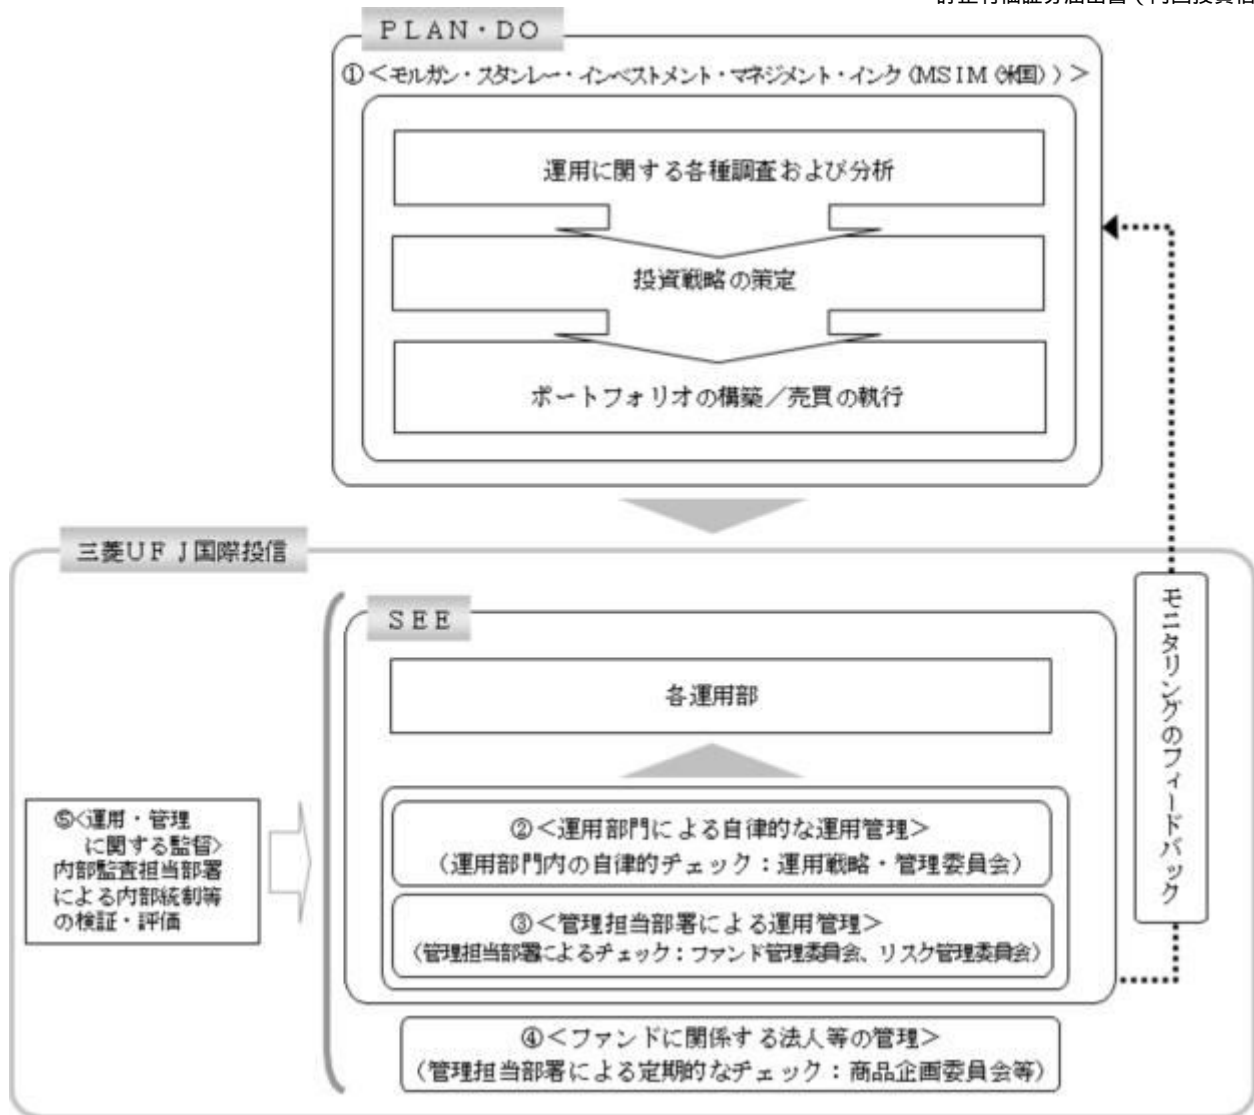 ＰＬＡＮ・ＤＯ
①＜モルガン・スタンレー・インベストメント・マネジメント・インク（ＭＳＩＭ（米国））＞
運用に関する各種調査および分析
投資戦略の策定
ポートフォリオの構築／売買の執行
三菱ＵＦＪ国際投信
ＳＥＥ
各運用部
②＜運用部門による自律的な運用管理＞
（運用部門内の自律的チェック：運用戦略・管理委員会）
③＜管理担当部署による運用管理＞
（管理担当部署によるチェック：ファンド管理委員会、リスク管理委員会）
④＜ファンドに関係する法人等の管理＞
（管理担当部署による定期的なチェック：商品企画委員会等）
⑤＜運用・管理
に関する監督＞
内部監査担当部署
による内部統制等
の検証・評価
モニタリングのフィードバック